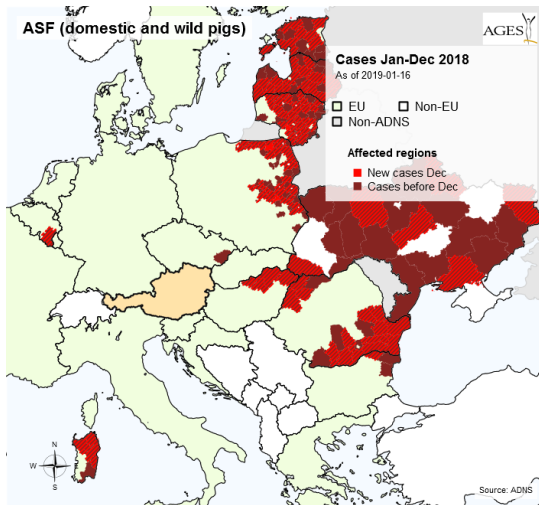 ASF (domestic and wild pigs)
AGES
Cases Jan-Dec 2018
As of 2019-01-16
EU
Non-EU
Non-ADNS
Affected regions
New cases Dec
Cases before Dec
N
W
E
S
Source: ADNS